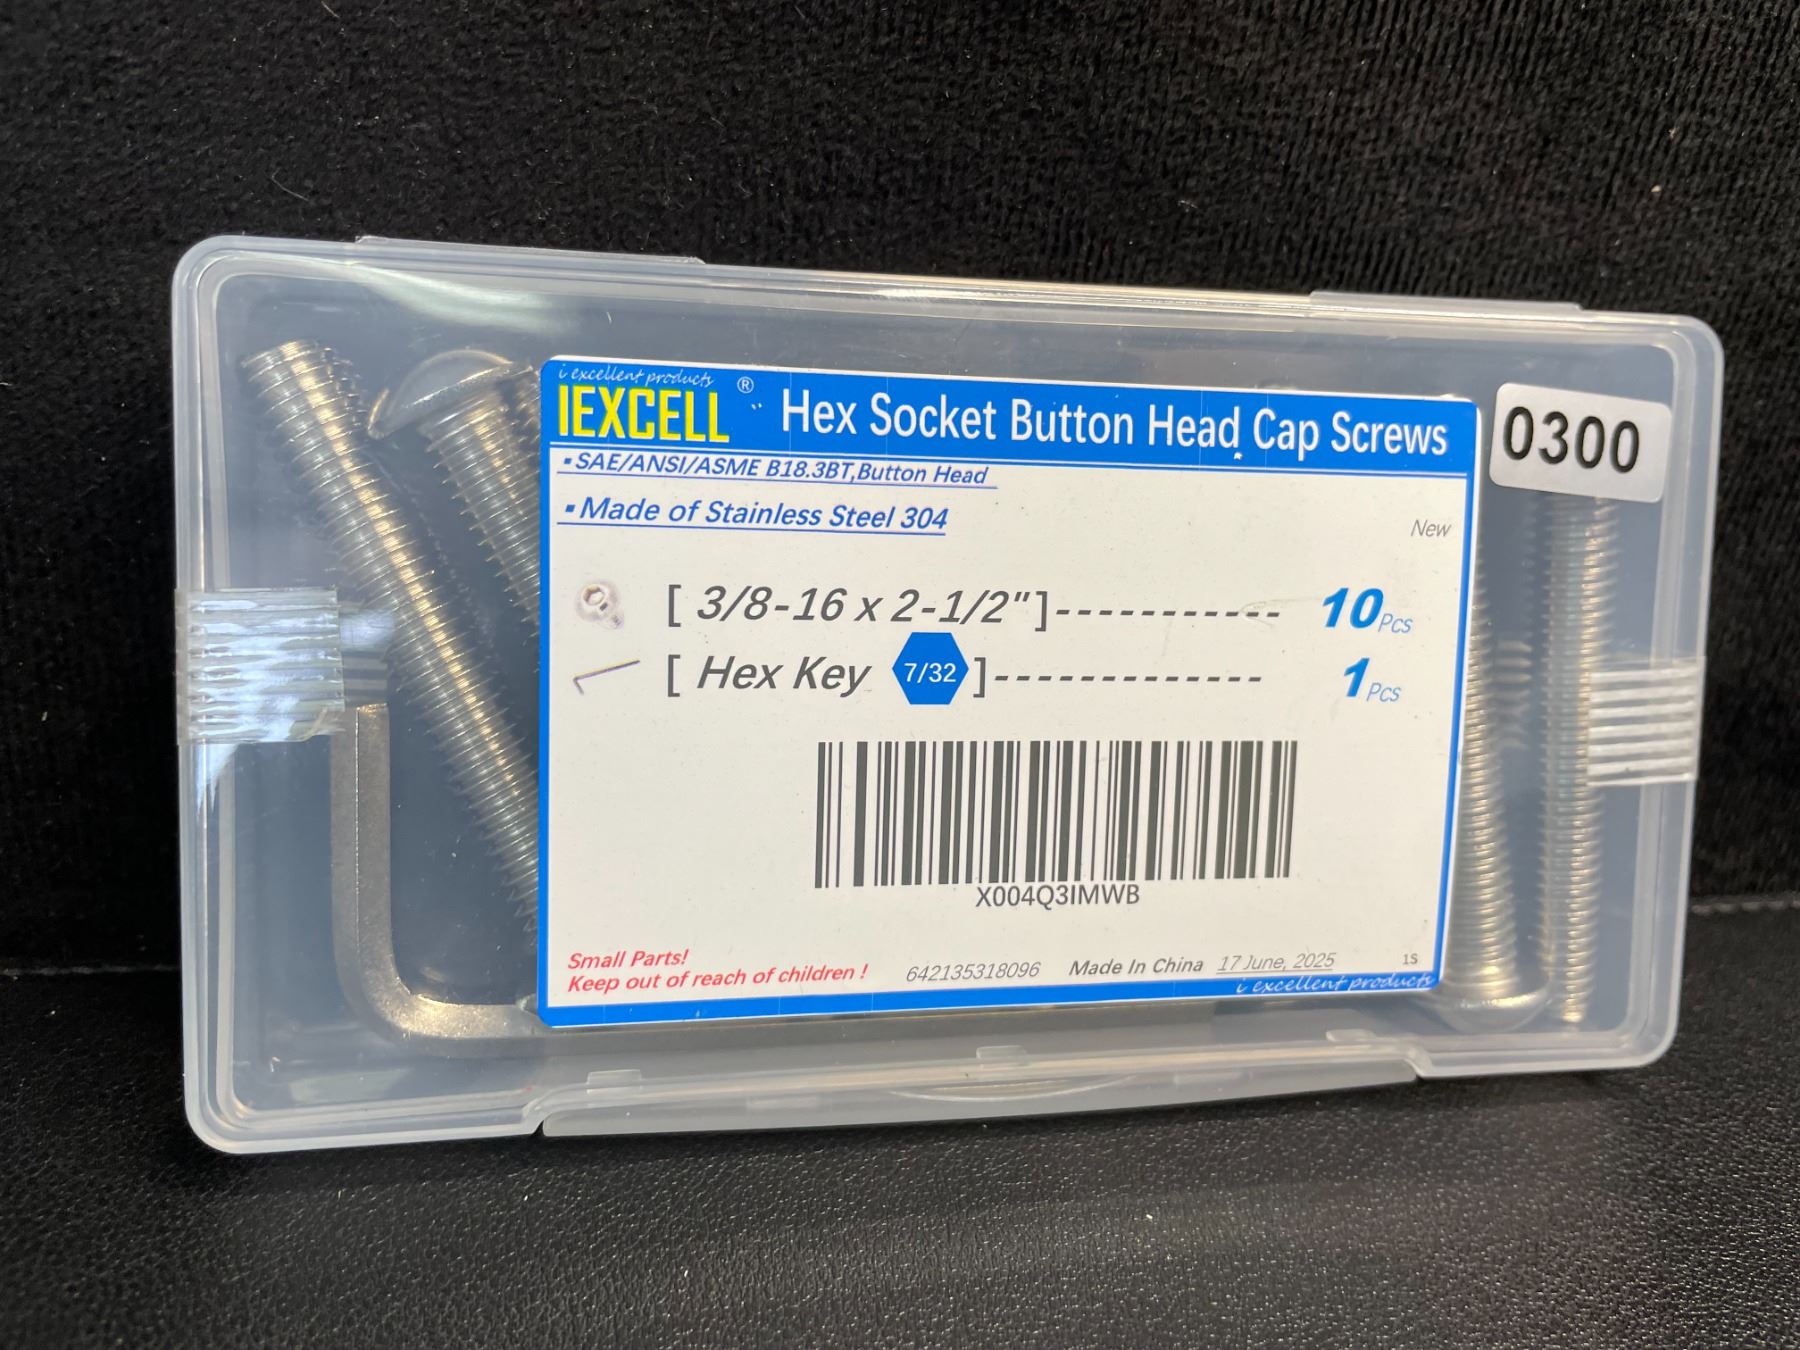 i excellent products
IEXCELL ® Hex Socket Button Head Cap Screws
0300
▪SAE/ANSI/ASME B18.3BT,Button Head
▪Made of Stainless Steel 304
New
[ 3/8-16 x 2-1/2"]----------- 10Pcs
[ Hex Key 7/32 ]------------- 1Pcs
X004Q3IMWB
Small Parts!
Keep out of reach of children ! 642135318096 Made In China 17 June, 2025 1S
i excellent products